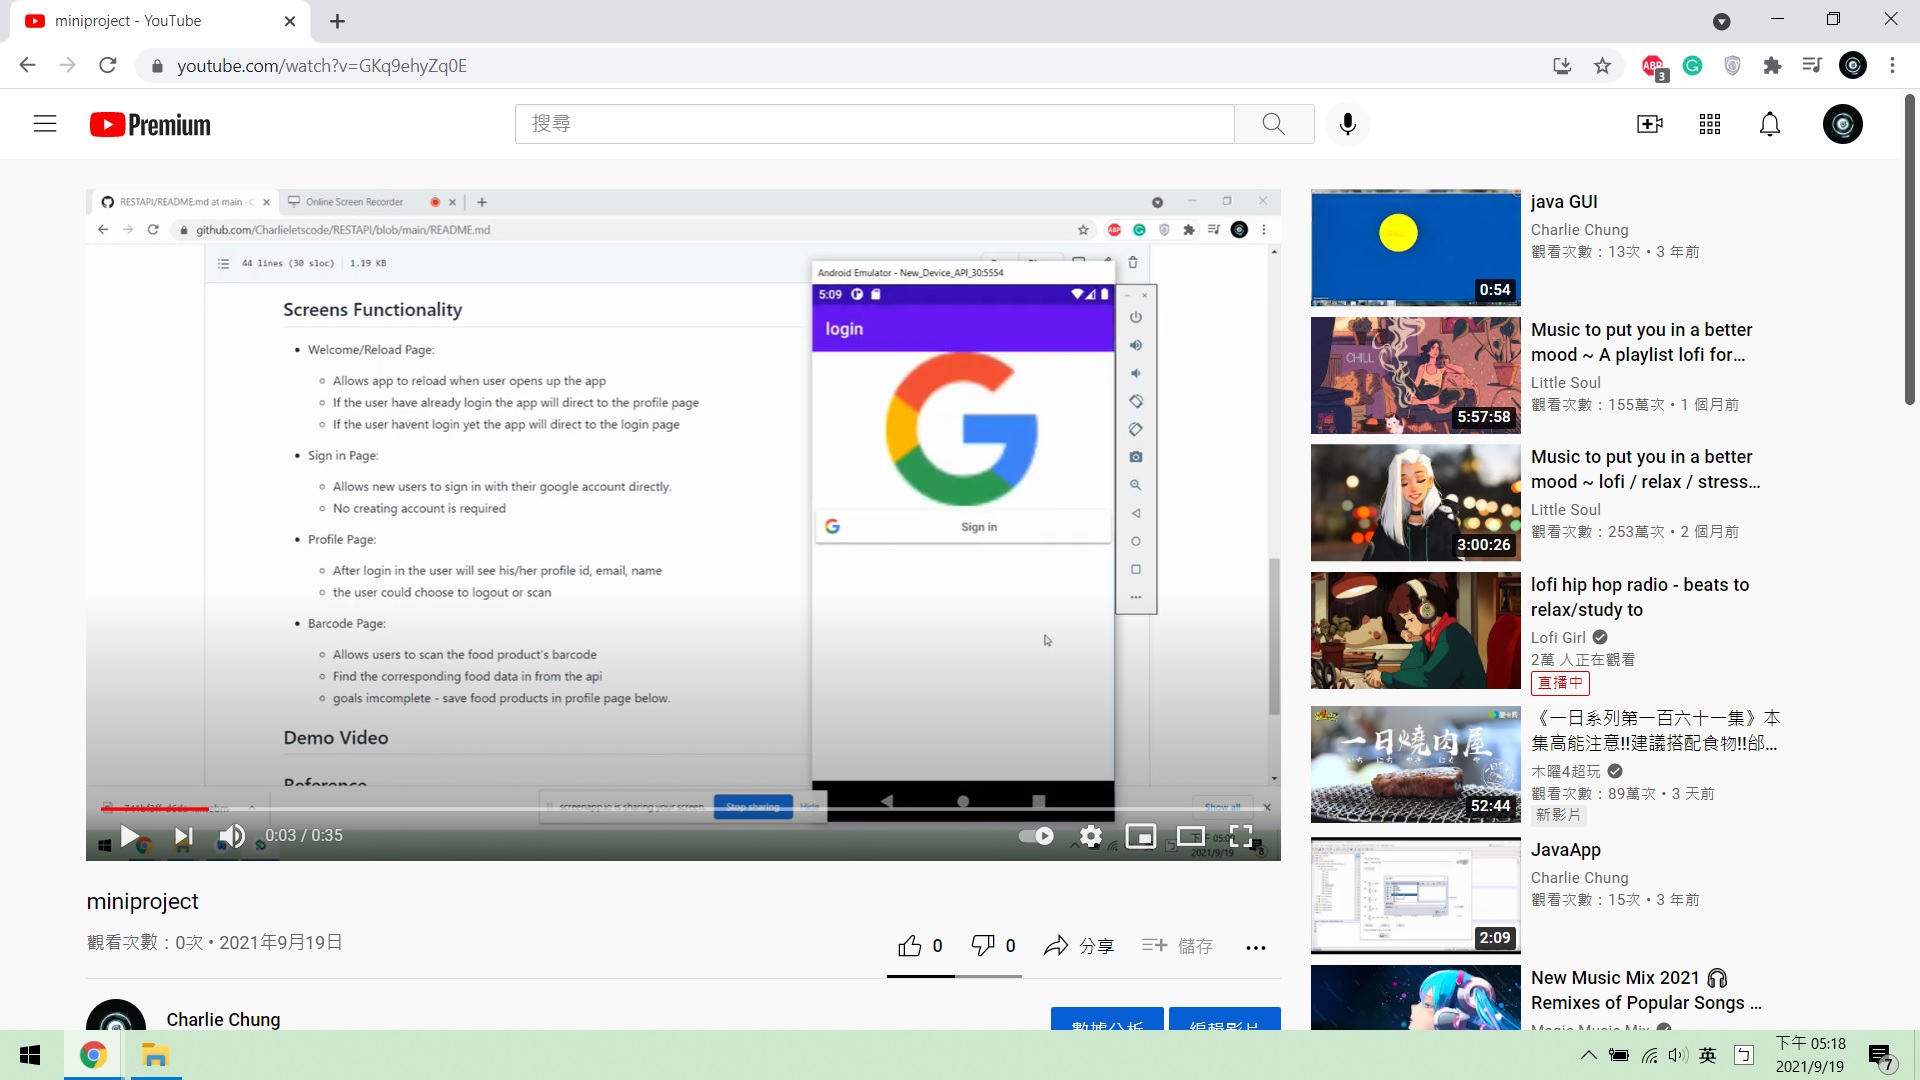 miniproject - YouTube
youtube.com/watch?v=GKq9ehyZq0E
ABP
3
Premium
搜尋
RESTAPI/README.md at main · C
Online Screen Recorder
github.com/Charlieletscode/RESTAPI/blob/main/README.md
44 lines (30 sloc)
1.19 KB
Screens Functionality
Welcome/Reload Page:
Allows app to reload when user opens up the app
If the user have already login the app will direct to the profile page
If the user havent login yet the app will direct to the login page
Sign in Page:
Allows new users to sign in with their google account directly.
No creating account is required
Profile Page:
After login in the user will see his/her profile id, email, name
the user could choose to logout or scan
Barcode Page:
Allows users to scan the food product's barcode
Find the corresponding food data in from the api
goals imcomplete - save food products in profile page below.
Demo Video
Reference
Android Emulator - New_Device_API_30:5554
5:09
login
Sign in
screenapp.io is sharing your screen.
Stop sharing
Hide
Show all
0:03 / 0:35
2021/9/19
miniproject
觀看次數：0次 • 2021年9月19日
0
0
分享
儲存
Charlie Chung
數據分析
編輯影片
java GUI
Charlie Chung
觀看次數：13次 • 3 年前
0:54
Music to put you in a better
mood ~ A playlist lofi for...
Little Soul
觀看次數：155萬次 • 1 個月前
CHILL
5:57:58
Music to put you in a better
mood ~ lofi / relax / stress...
Little Soul
觀看次數：253萬次 • 2 個月前
3:00:26
lofi hip hop radio - beats to
relax/study to
Lofi Girl
2萬 人正在觀看
直播中
《一日系列第一百六十一集》本
集高能注意!!建議搭配食物!!邰...
木曜4超玩
觀看次數：89萬次 • 3 天前
新影片
一日燒肉屋
52:44
JavaApp
Charlie Chung
觀看次數：15次 • 3 年前
2:09
New Music Mix 2021 🎧
Remixes of Popular Songs ...
Magic Music Mix
英
下午 05:18
2021/9/19
7